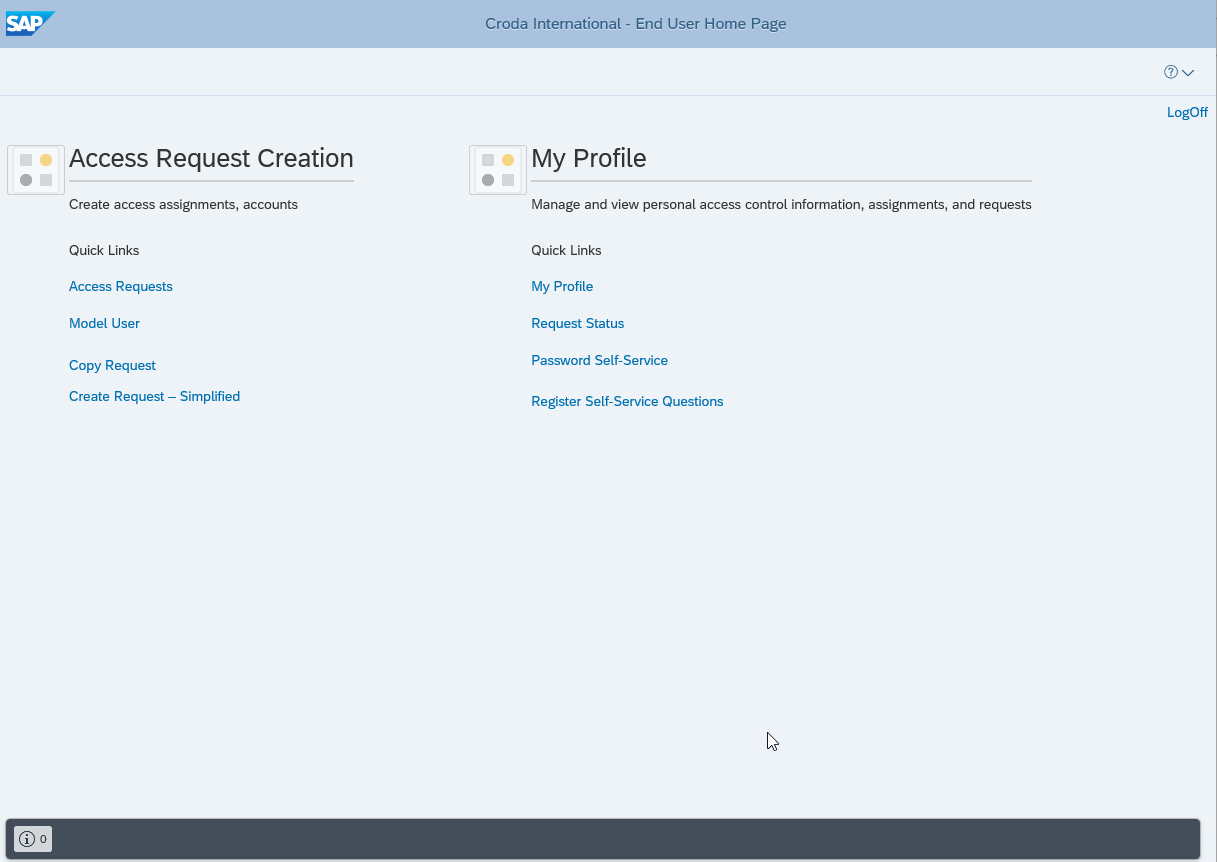 SAP
Croda International - End User Home Page
?
LogOff
Access Request Creation
Create access assignments, accounts
Quick Links
Access Requests
Model User
Copy Request
Create Request – Simplified
My Profile
Manage and view personal access control information, assignments, and requests
Quick Links
My Profile
Request Status
Password Self-Service
Register Self-Service Questions
i 0